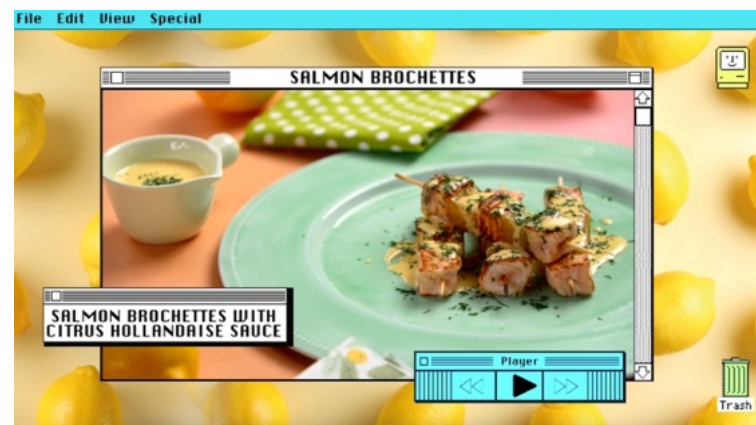 File Edit View Special
SALMON BROCHETTES
SALMON BROCHETTES WITH
CITRUS HOLLANDAISE SAUCE
Player
Trash